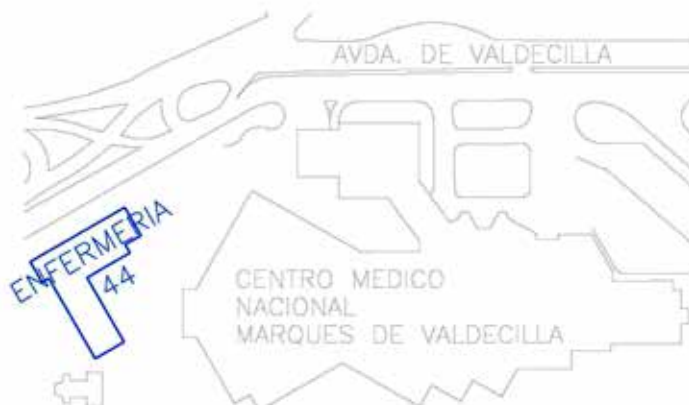 AVDA. DE VALDECILLA
ENFERMERIA
44
CENTRO MEDICO
NACIONAL
MARQUES DE VALDECILLA